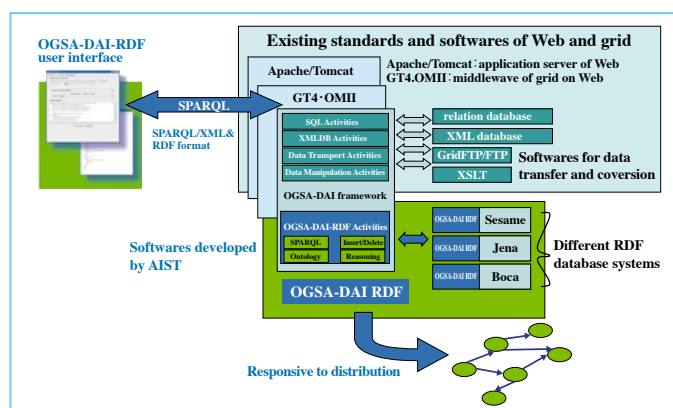 OGSA-DAI-RDF
user interface
Existing standards and softwares of Web and grid
Apache/Tomcat:application server of Web
GT4.OMII:middlewave of grid on Web
Apache/Tomcat
GT4・OMII
SPARQL
SPARQL/XML&
RDF format
SQL Activities
XMLDB Activities
Data Transport Activities
Data Manipulation Activities
OGSA-DAI framework
relation database
XML database
GridFTP/FTP
XSLT
Softwares for data
transfer and coversion
OGSA-DAI-RDF Activities
SPARQL
Insert/Delete
Ontology
Reasoning
OGSA-DAI RDF
Sesame
OGSA-DAI RDF
Jena
OGSA-DAI RDF
Boca
Different RDF
database systems
Softwares developed
by AIST
OGSA-DAI RDF
Responsive to distribution